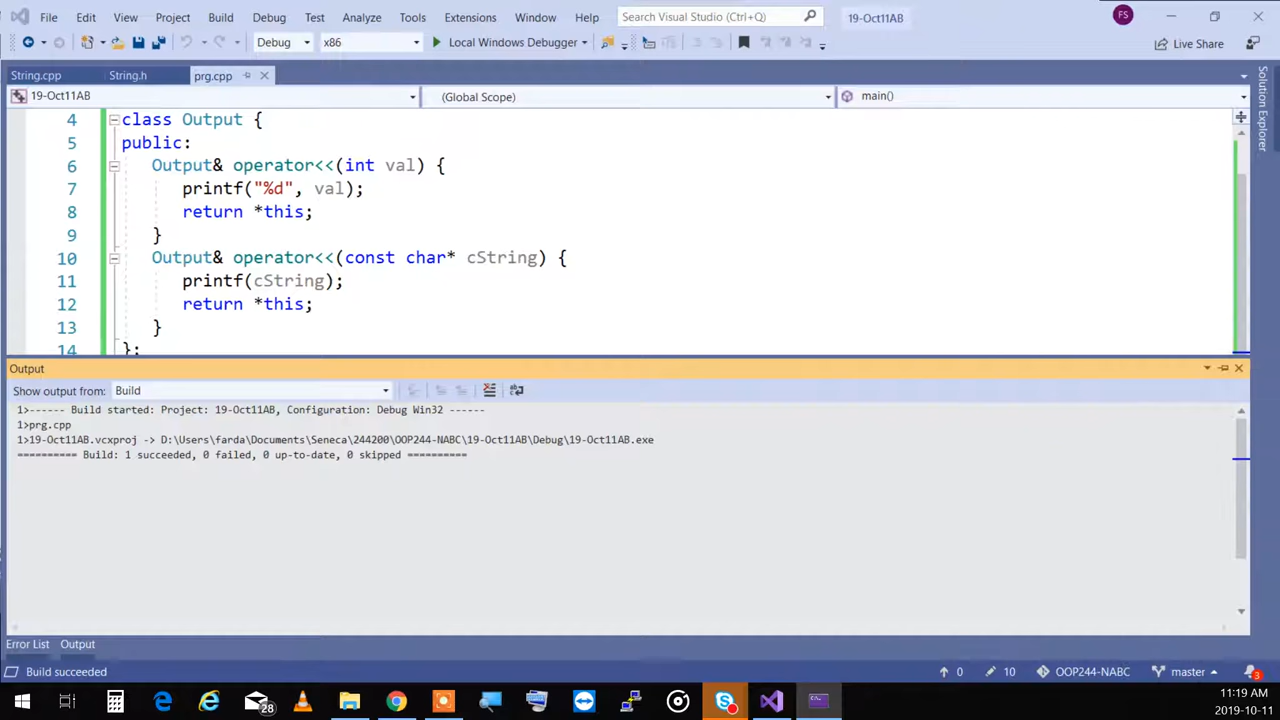 File Edit View Project Build Debug Test Analyze Tools Extensions Window Help Search Visual Studio (Ctrl+Q) 19-Oct11AB FS
Debug x86 Local Windows Debugger Live Share
String.cpp String.h prg.cpp
19-Oct11AB (Global Scope) main()
Solution Explorer
4 class Output {
5 public:
6 Output& operator<<(int val) {
7 printf("%d", val);
8 return *this;
9 }
10 Output& operator<<(const char* cString) {
11 printf(cString);
12 return *this;
13 }
14 };
Output
Show output from: Build
1>------ Build started: Project: 19-Oct11AB, Configuration: Debug Win32 ------
1>prg.cpp
1>19-Oct11AB.vcxproj -> D:\Users\farda\Documents\Seneca\244200\OOP244-NABC\19-Oct11AB\Debug\19-Oct11AB.exe
========== Build: 1 succeeded, 0 failed, 0 up-to-date, 0 skipped ==========
Error List Output
Build succeeded 0 10 OOP244-NABC master 3
28
11:19 AM
2019-10-11